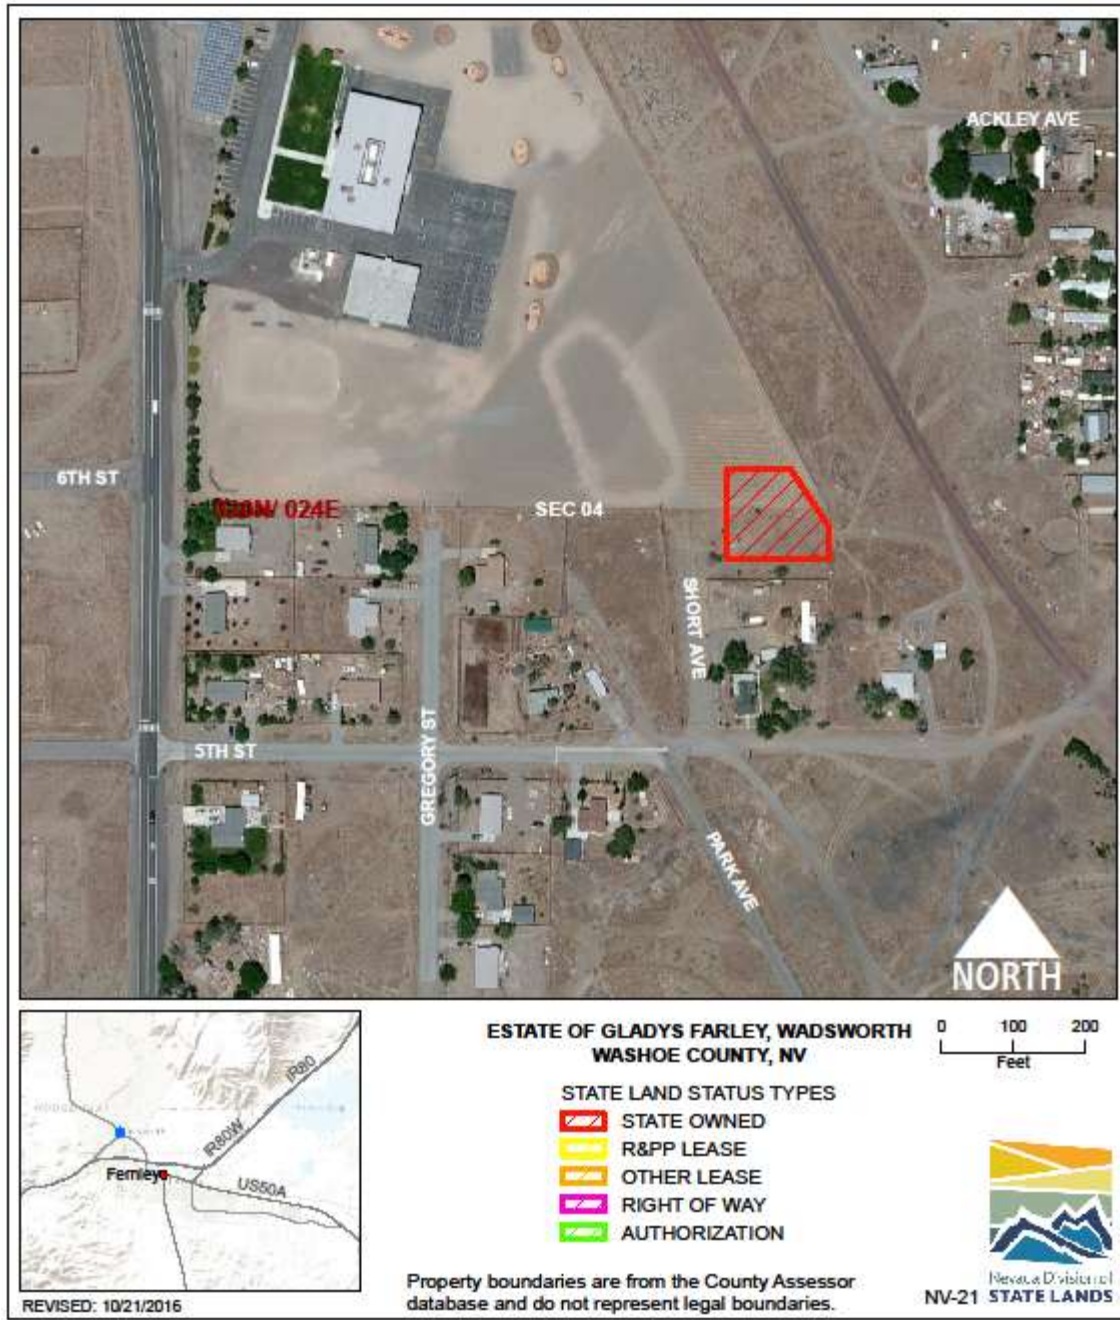 ACKLEY AVE
6TH ST
N/ 024E
SEC 04
SHORT AVE
5TH ST
GREGORY ST
PARK AVE
NORTH
ESTATE OF GLADYS FARLEY, WADSWORTH
WASHOE COUNTY, NV
0 100 200
Feet
STATE LAND STATUS TYPES
STATE OWNED
R&PP LEASE
OTHER LEASE
RIGHT OF WAY
AUTHORIZATION
IR80
IR80W
Fernley
US50A
Property boundaries are from the County Assessor
database and do not represent legal boundaries.
REVISED: 10/21/2016
NV-21
Nevada Division of
STATE LANDS